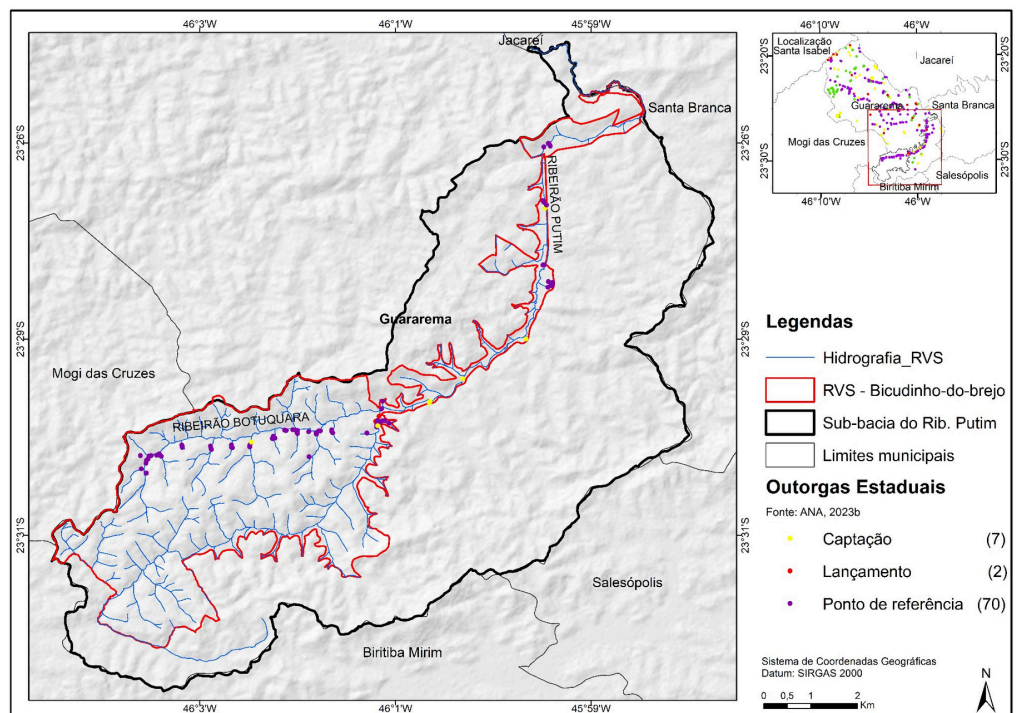 46°3'W
46°1'W
45°59'W
23°26'S
23°29'S
23°31'S
23°26'S
23°29'S
23°31'S
46°3'W
46°1'W
45°59'W
Jacareí
Santa Branca
RIBEIRÃO PUTIM
Guararema
Mogi das Cruzes
RIBEIRÃO BOTUQUARA
Salesópolis
Biritiba Mirim
46°10'W
46°W
23°20'S
23°30'S
23°20'S
23°30'S
46°10'W
46°W
Localização
Santa Isabel
Jacareí
Guararema
Santa Branca
Mogi das Cruzes
Salesópolis
Biritiba Mirim
Legendas
Hidrografia_RVS
RVS - Bicudinho-do-brejo
Sub-bacia do Rib. Putim
Limites municipais
Outorgas Estaduais
Fonte: ANA, 2023b
Captação (7)
Lançamento (2)
Ponto de referência (70)
Sistema de Coordenadas Geográficas
Datum: SIRGAS 2000
0 0,5 1 2
Km
N